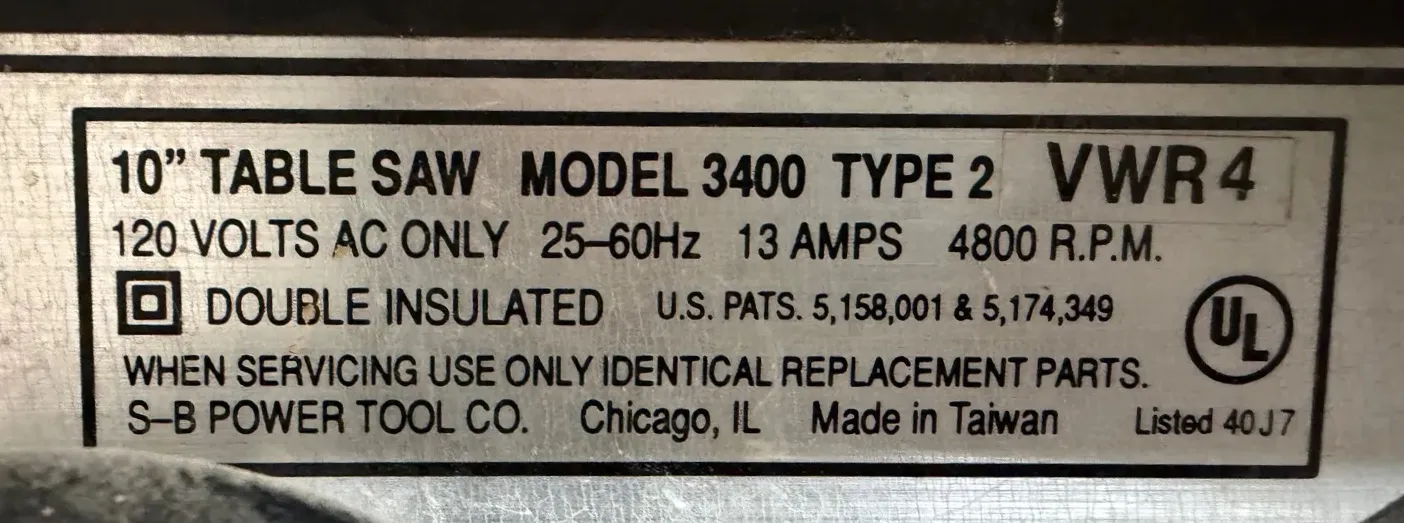 10” TABLE SAW MODEL 3400 TYPE 2 VWR 4
120 VOLTS AC ONLY 25–60Hz 13 AMPS 4800 R.P.M.
DOUBLE INSULATED U.S. PATS. 5,158,001 & 5,174,349
UL
WHEN SERVICING USE ONLY IDENTICAL REPLACEMENT PARTS.
S–B POWER TOOL CO. Chicago, IL Made in Taiwan Listed 40J7